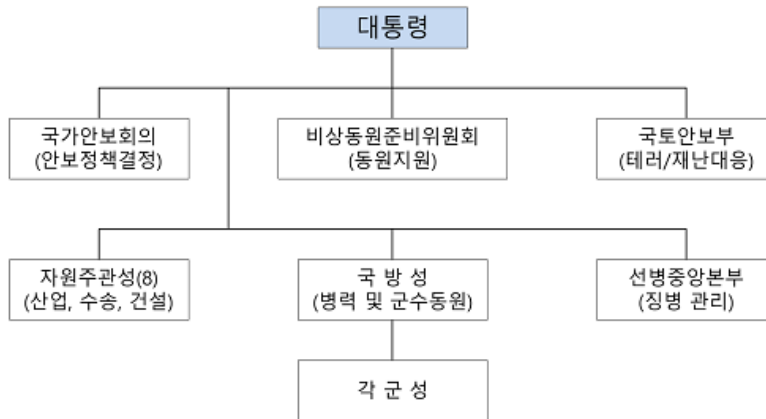 대통령
국가안보회의
(안보정책결정)
비상동원준비위원회
(동원지원)
국토안보부
(테러/재난대응)
자원주관성(8)
(산업, 수송, 건설)
국 방 성
(병력 및 군수동원)
선병중앙본부
(징병 관리)
각 군 성